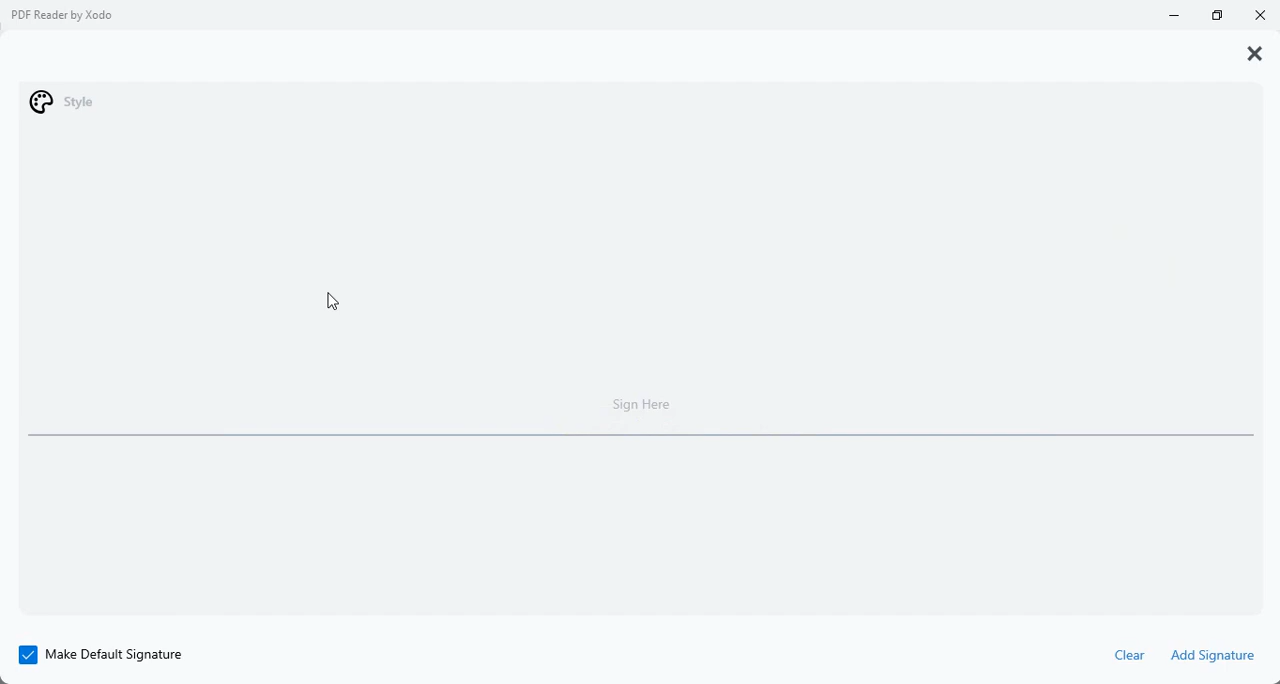 PDF Reader by Xodo
Style
Sign Here
Make Default Signature
Clear
Add Signature